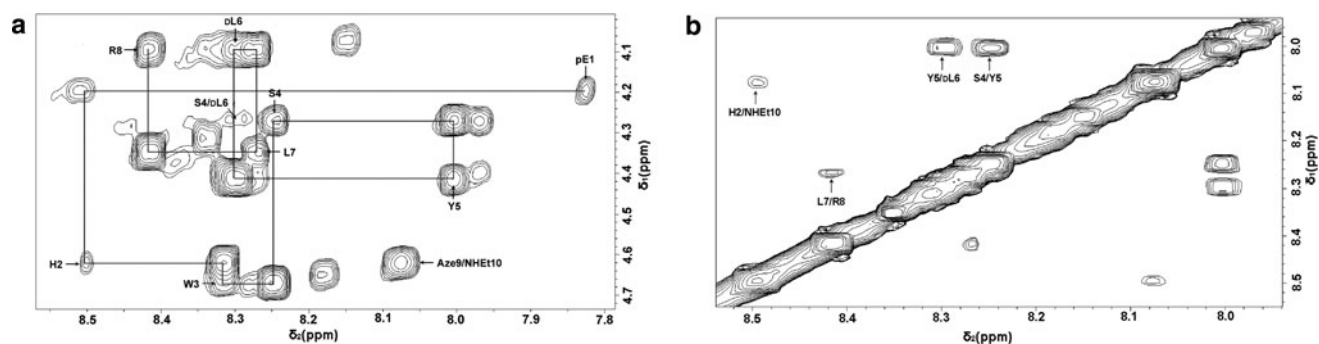 a
DL6
R8
pE1
S4/DL6
S4
L7
Y5
H2
W3
Aze9/NHEt10
4.1
4.2
4.3
4.4
4.5
4.6
4.7
δ1(ppm)
8.5 8.4 8.3 8.2 8.1 8.0 7.9 7.8
δ2(ppm)
b
Y5/DL6 S4/Y5
H2/NHEt10
L7/R8
8.0
8.1
8.2
8.3
8.4
8.5
δ1(ppm)
8.5 8.4 8.3 8.2 8.1 8.0
δ2(ppm)